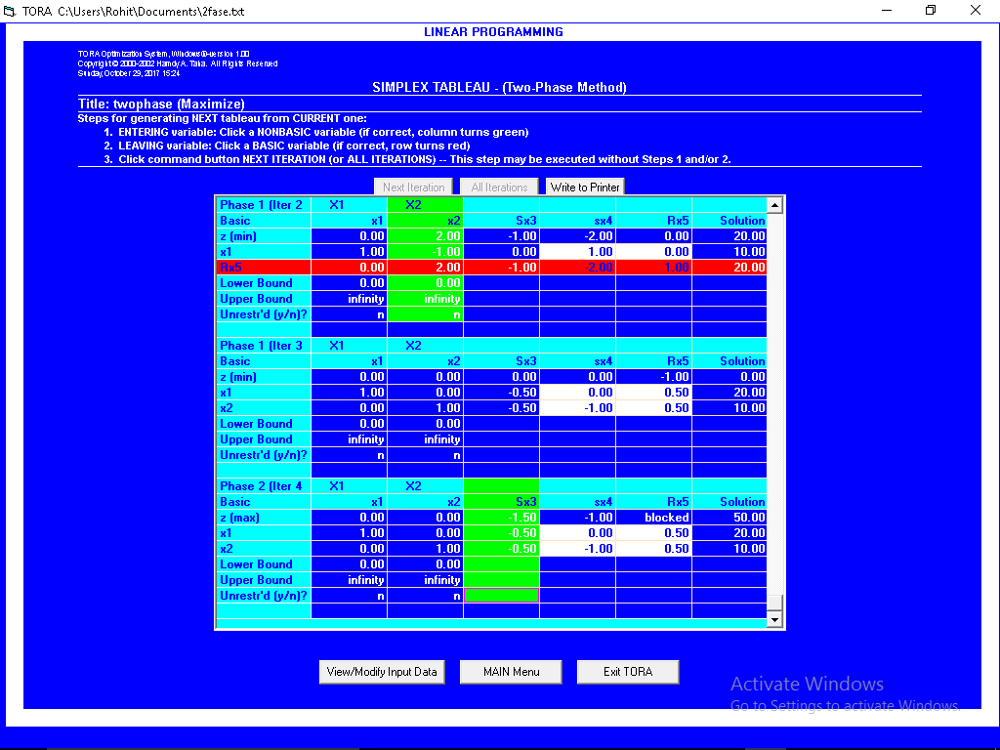 TORA C:\Users\Rohit\Documents\2fase.txt
LINEAR PROGRAMMING
TORA Optimization System, Windows®-version 1.00
Copyright © 2000-2002 Hamdy A. Taha. All Rights Reserved
Sunday, October 29, 2017 15:24
SIMPLEX TABLEAU - (Two-Phase Method)
Title: twophase (Maximize)
Steps for generating NEXT tableau from CURRENT one:
1. ENTERING variable: Click a NONBASIC variable (if correct, column turns green)
2. LEAVING variable: Click a BASIC variable (if correct, row turns red)
3. Click command button NEXT ITERATION (or ALL ITERATIONS) -- This step may be executed without Steps 1 and/or 2.
Next Iteration All Iterations Write to Printer
Phase 1 (Iter 2 X1 X2
Basic x1 x2 Sx3 sx4 Rx5 Solution
z (min) 0.00 2.00 -1.00 -2.00 0.00 20.00
x1 1.00 -1.00 0.00 1.00 0.00 10.00
Rx5 0.00 2.00 -1.00 -2.00 1.00 20.00
Lower Bound 0.00 0.00
Upper Bound infinity infinity
Unrestr'd (y/n)? n n
Phase 1 (Iter 3 X1 X2
Basic x1 x2 Sx3 sx4 Rx5 Solution
z (min) 0.00 0.00 0.00 0.00 -1.00 0.00
x1 1.00 0.00 -0.50 0.00 0.50 20.00
x2 0.00 1.00 -0.50 -1.00 0.50 10.00
Lower Bound 0.00 0.00
Upper Bound infinity infinity
Unrestr'd (y/n)? n n
Phase 2 (Iter 4 X1 X2
Basic x1 x2 Sx3 sx4 Rx5 Solution
z (max) 0.00 0.00 -1.50 -1.00 blocked 50.00
x1 1.00 0.00 -0.50 0.00 0.50 20.00
x2 0.00 1.00 -0.50 -1.00 0.50 10.00
Lower Bound 0.00 0.00
Upper Bound infinity infinity
Unrestr'd (y/n)? n n
View/Modify Input Data MAIN Menu Exit TORA
Activate Windows
Go to Settings to activate Windows.